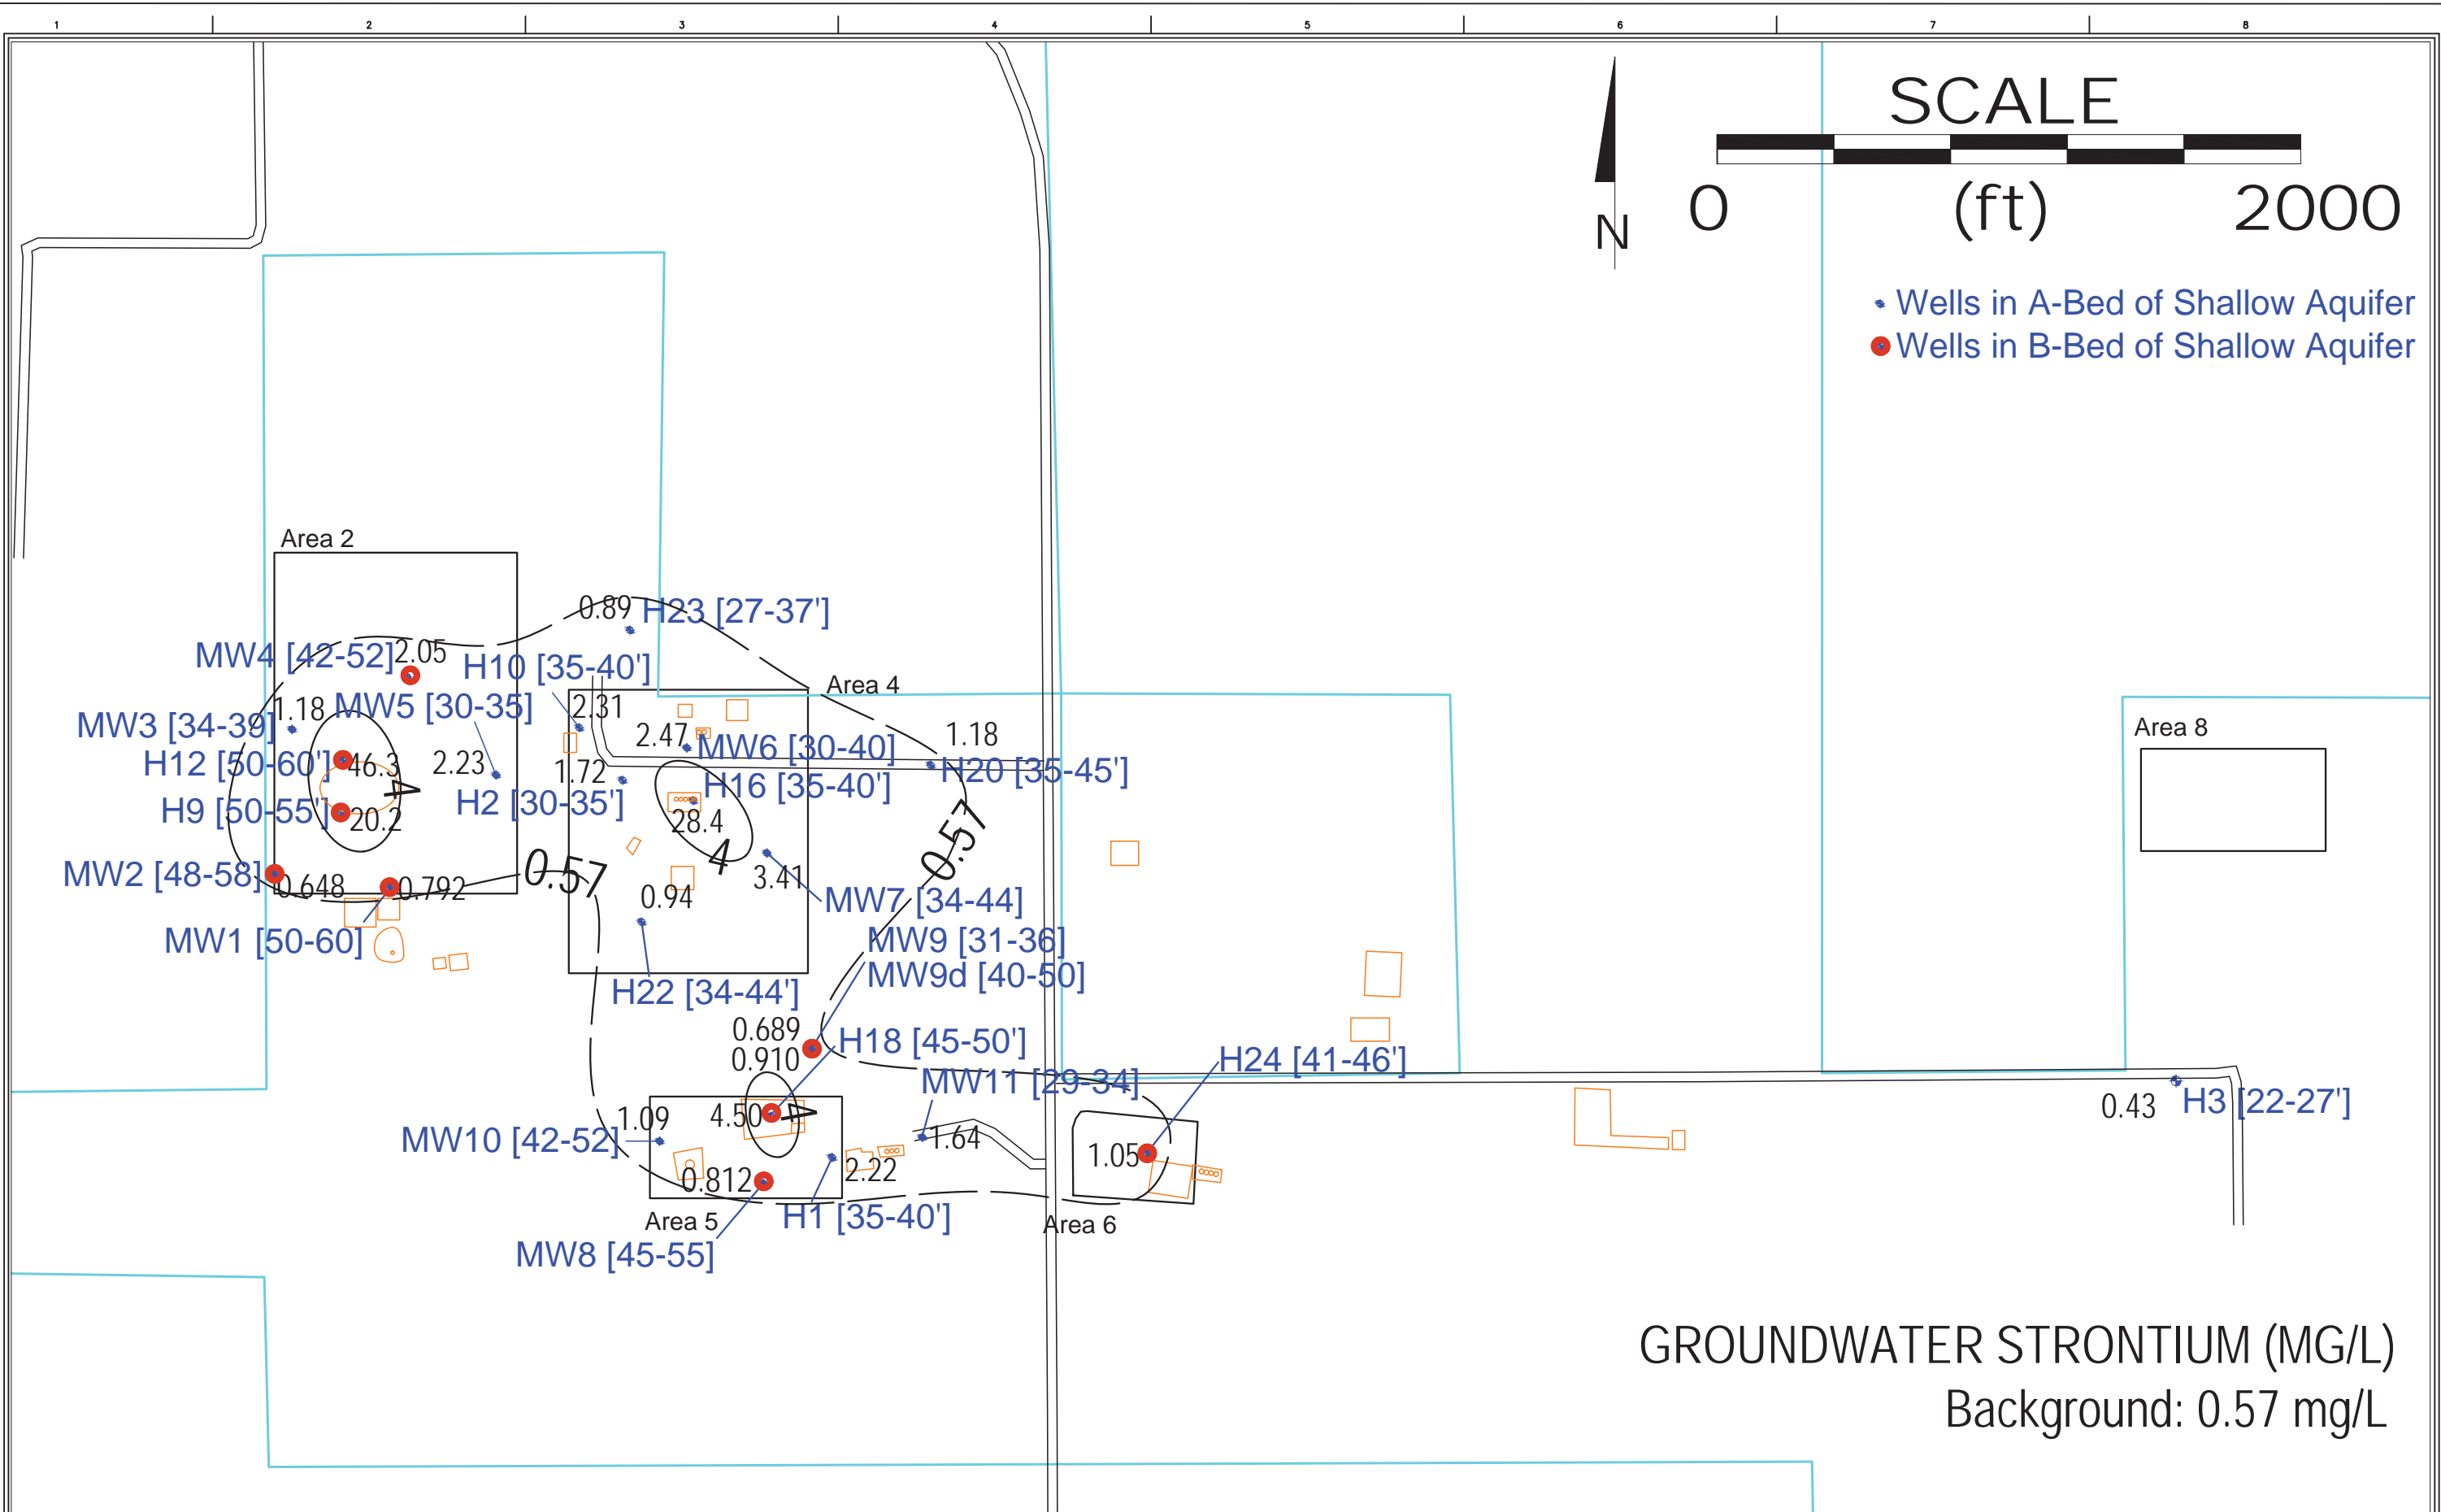 1 2 3 4 5 6 7 8
SCALE
0 (ft) 2000
N
Wells in A-Bed of Shallow Aquifer
Wells in B-Bed of Shallow Aquifer
Area 2
0.89 H23 [27-37']
MW4 [42-52] 2.05
H10 [35-40']
Area 4
1.18 MW5 [30-35]
2.31
MW3 [34-39]
2.47 MW6 [30-40]
1.18
Area 8
H12 [50-60'] 46.3
2.23
1.72
H20 [35-45']
4
H16 [35-40']
H2 [30-35']
H9 [50-55'] 20.2
28.4
4
0.57
0.57
MW2 [48-58] 0.648
0.792
3.41
0.94
MW7 [34-44]
MW1 [50-60]
MW9 [31-36]
MW9d [40-50]
H22 [34-44']
0.689
0.910
H18 [45-50']
H24 [41-46']
MW11 [29-34]
0.43 H3 [22-27']
1.09
4.50
4
MW10 [42-52]
1.64
1.05
2.22
0.812
Area 5
H1 [35-40']
Area 6
MW8 [45-55]
GROUNDWATER STRONTIUM (MG/L)
Background: 0.57 mg/L